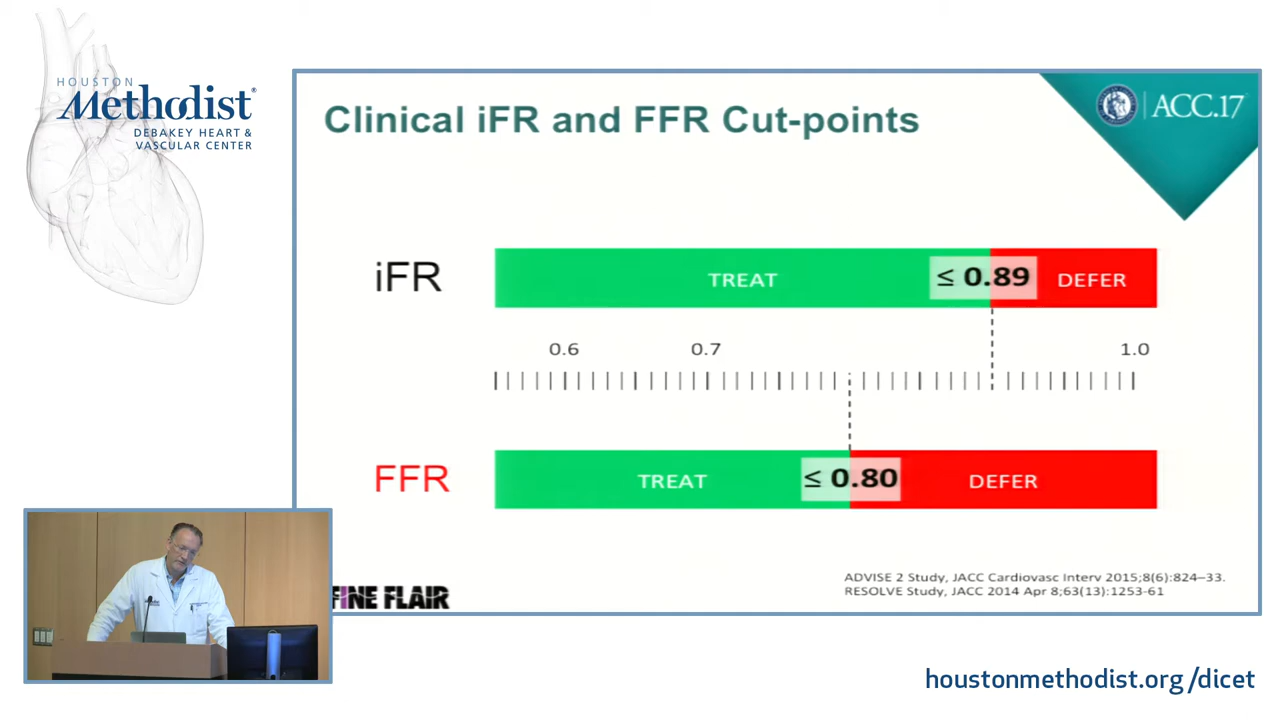 HOUSTON
Methodist®
DEBAKEY HEART &
VASCULAR CENTER
Clinical iFR and FFR Cut-points
ACC.17
iFR
TREAT
≤ 0.89
DEFER
0.6
0.7
1.0
FFR
TREAT
≤ 0.80
DEFER
ADVISE 2 Study, JACC Cardiovasc Interv 2015;8(6):824–33.
RESOLVE Study, JACC 2014 Apr 8;63(13):1253-61
FINE FLAIR
houstonmethodist.org/dicet